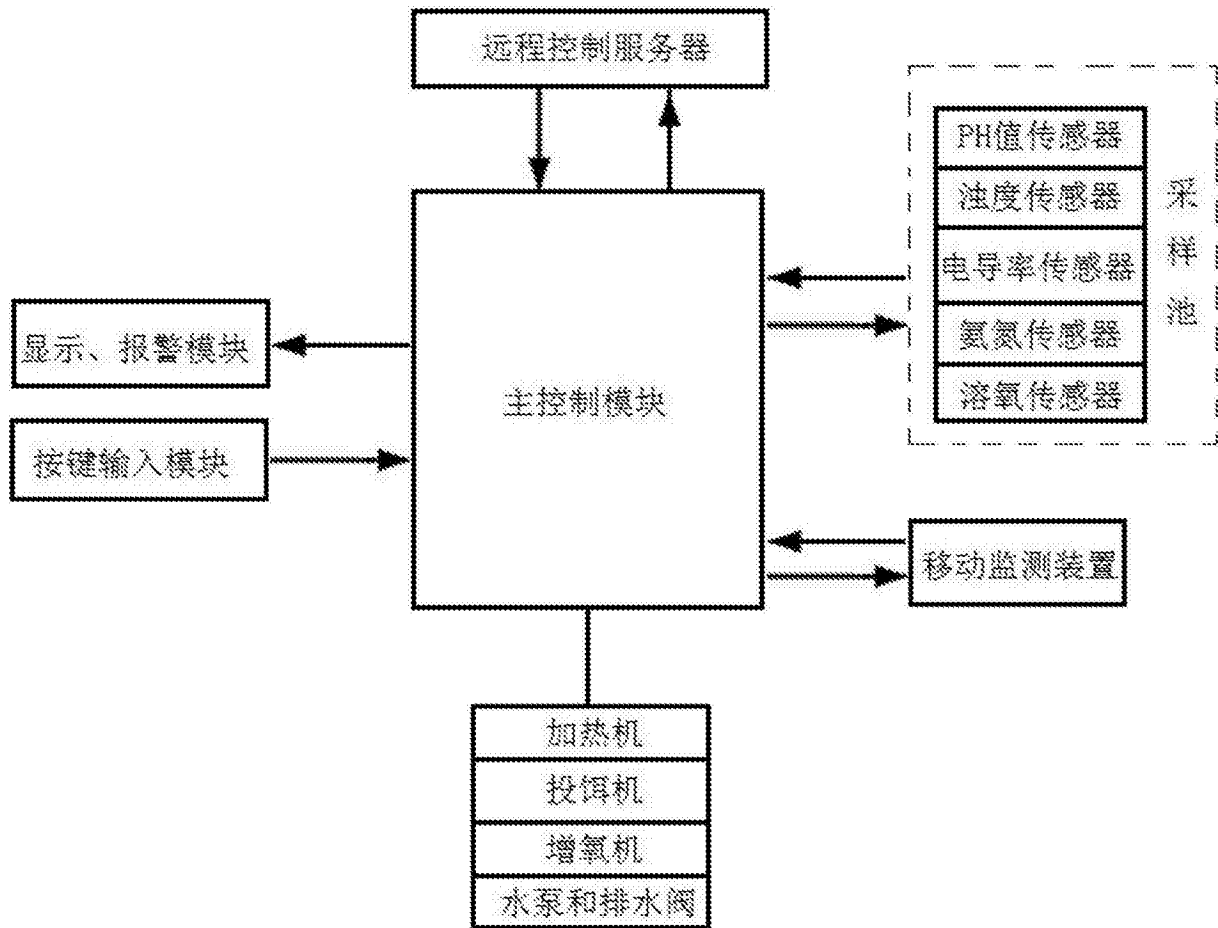 远程控制服务器
PH值传感器
浊度传感器
电导率传感器
氨氮传感器
溶氧传感器
采样池
显示、报警模块
按键输入模块
主控制模块
移动监测装置
加热机
投饵机
增氧机
水泵和排水阀